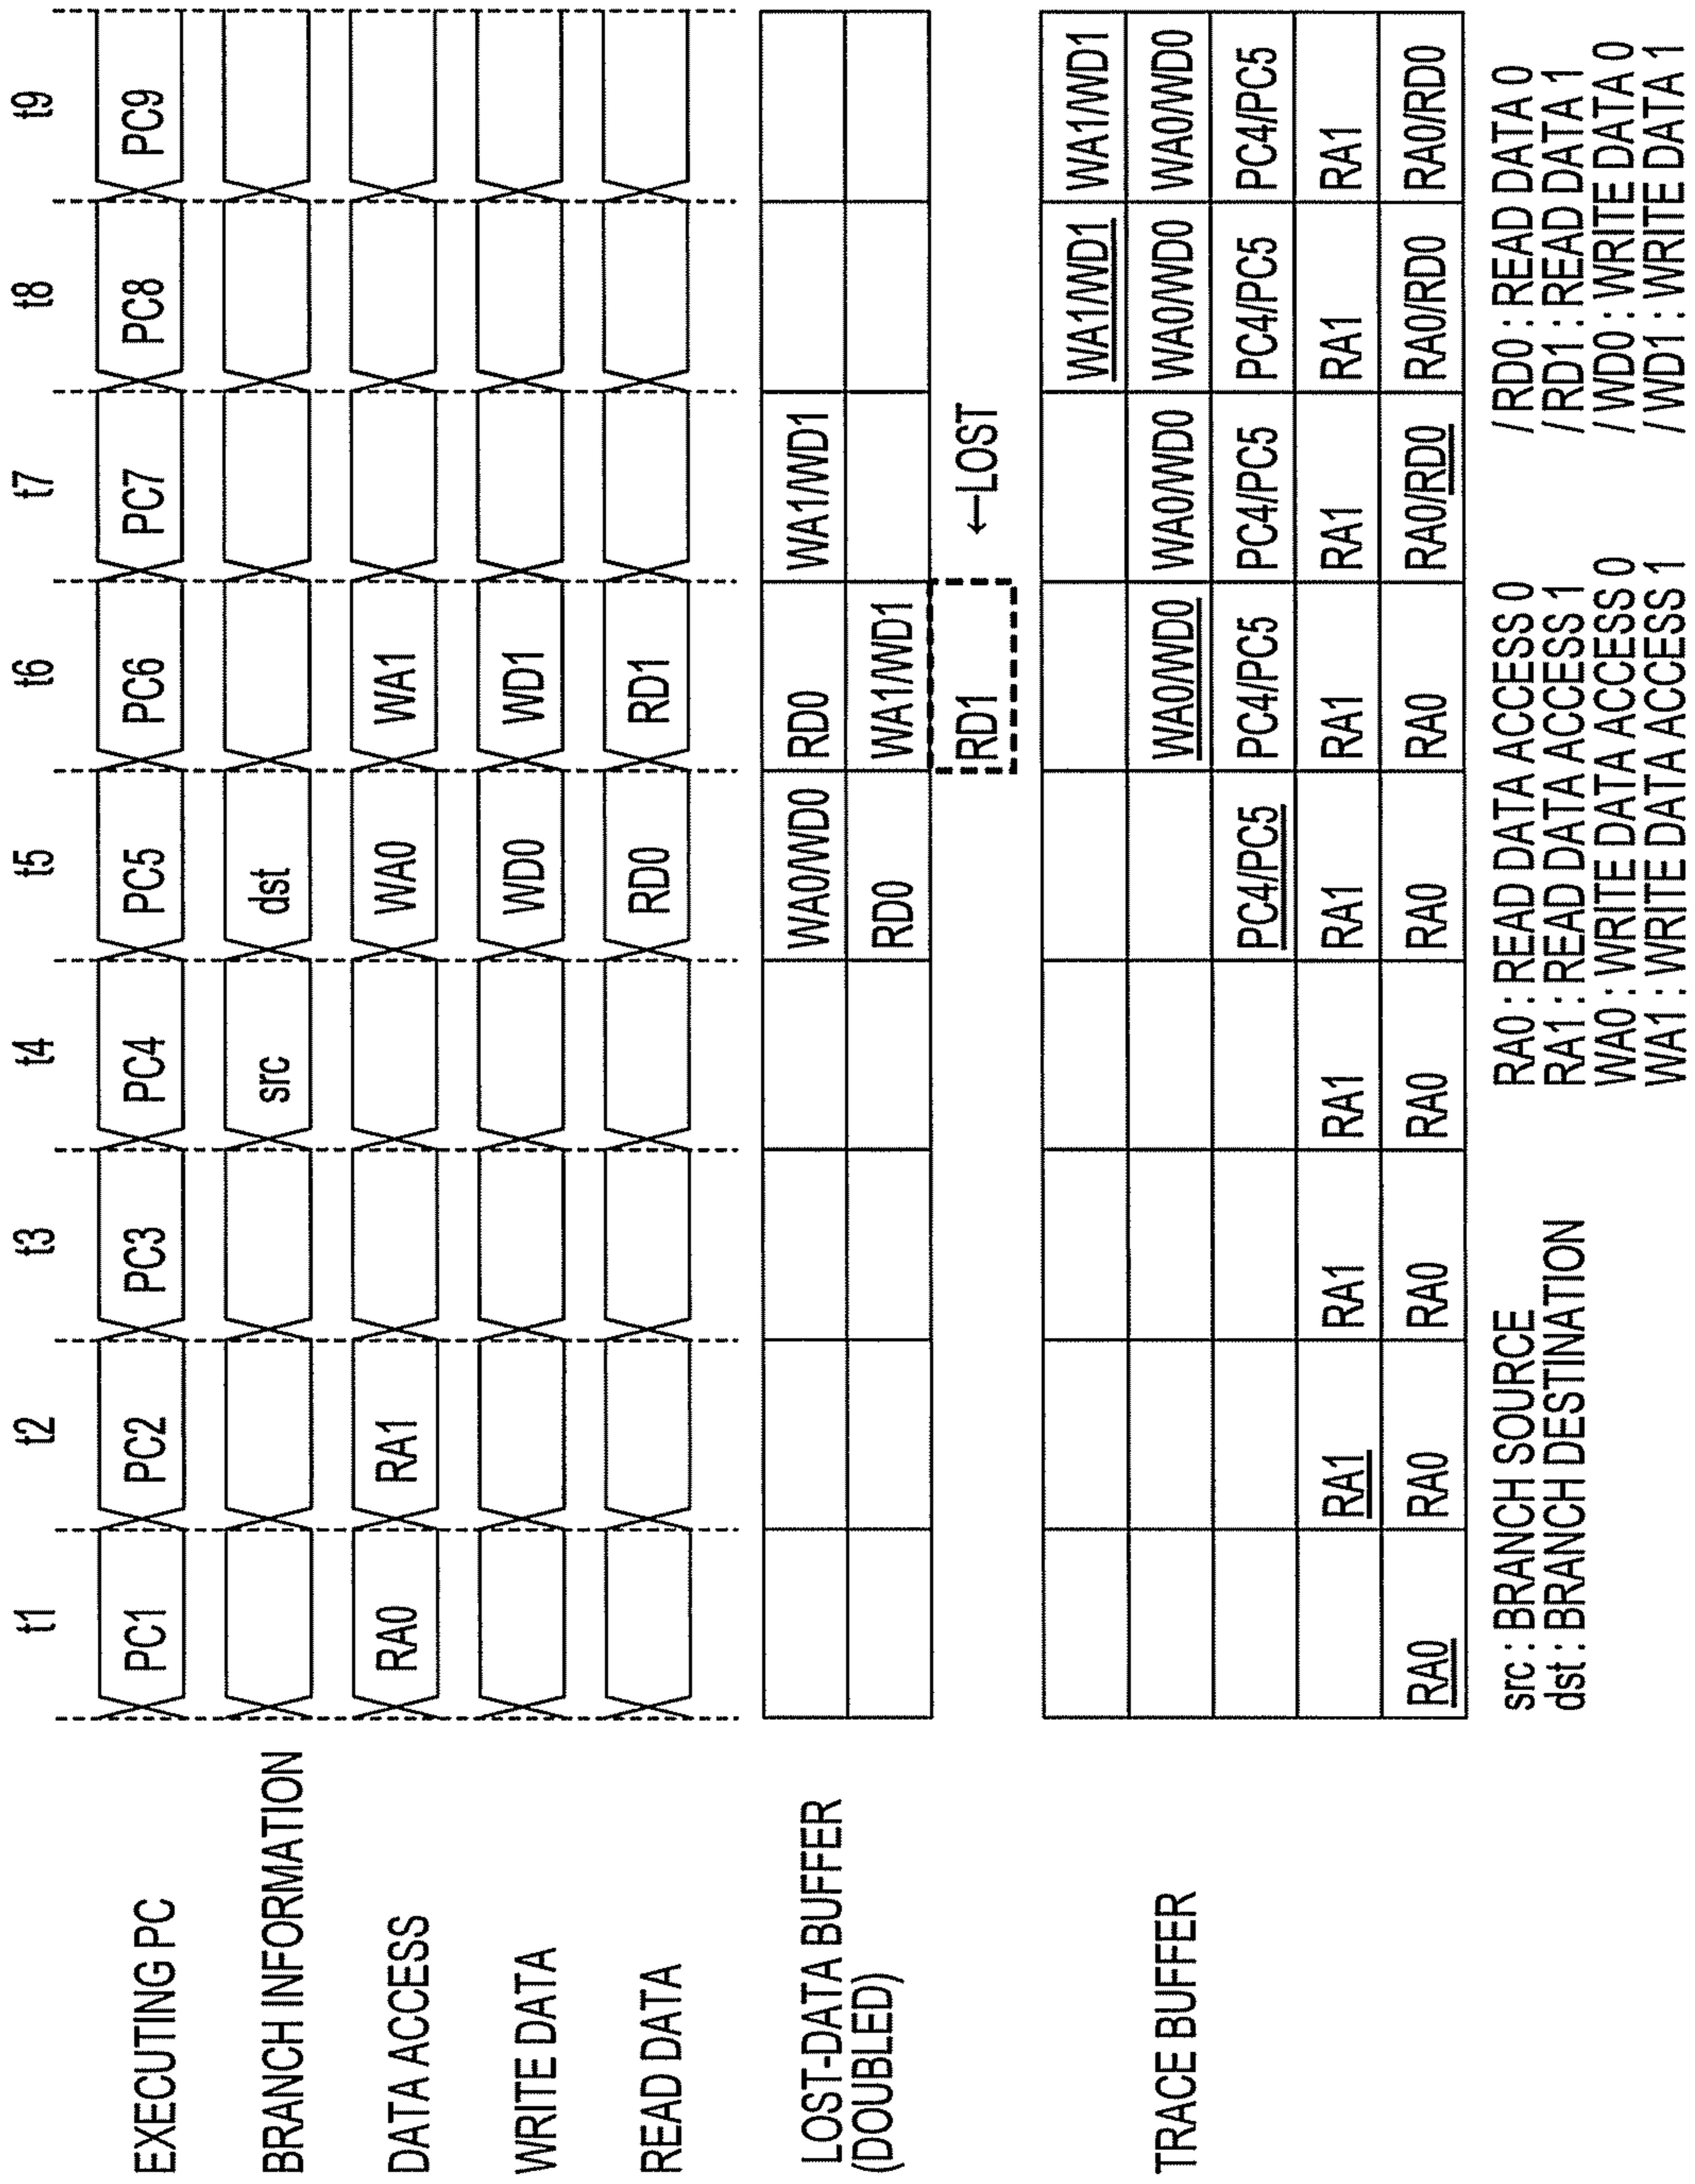 t1 t2 t3 t4 t5 t6 t7 t8 t9
EXECUTING PC PC1 PC2 PC3 PC4 PC5 PC6 PC7 PC8 PC9
BRANCH INFORMATION src dst
DATA ACCESS RA0 RA1 WA0 WA1
WRITE DATA WD0 WD1
READ DATA RD0 RD1
LOST-DATA BUFFER WA0/WD0 RD0 WA1/WD1
(DOUBLED) RD0 WA1/WD1
RD1 ←LOST
WA1/WD1 WA1/WD1
TRACE BUFFER WA0/WD0 WA0/WD0 WA0/WD0 WA0/WD0
PC4/PC5 PC4/PC5 PC4/PC5 PC4/PC5 PC4/PC5
RA1 RA1 RA1 RA1 RA1 RA1 RA1 RA1
RA0 RA0 RA0 RA0 RA0 RA0 RA0/RD0 RA0/RD0 RA0/RD0
src : BRANCH SOURCE RA0 : READ DATA ACCESS 0 / RD0 : READ DATA 0
dst : BRANCH DESTINATION RA1 : READ DATA ACCESS 1 / RD1 : READ DATA 1
WA0 : WRITE DATA ACCESS 0 / WD0 : WRITE DATA 0
WA1 : WRITE DATA ACCESS 1 / WD1 : WRITE DATA 1